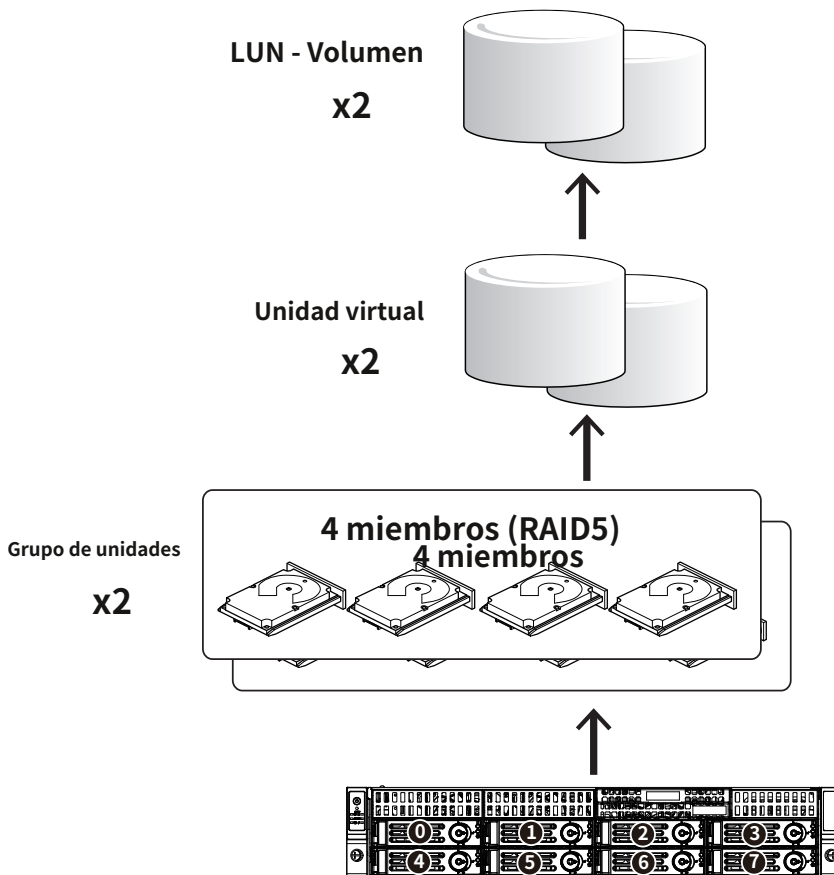 LUN - Volumen
x2
Unidad virtual
x2
4 miembros (RAID5)
4 miembros
Grupo de unidades
x2
0 1 2 3
4 5 6 7